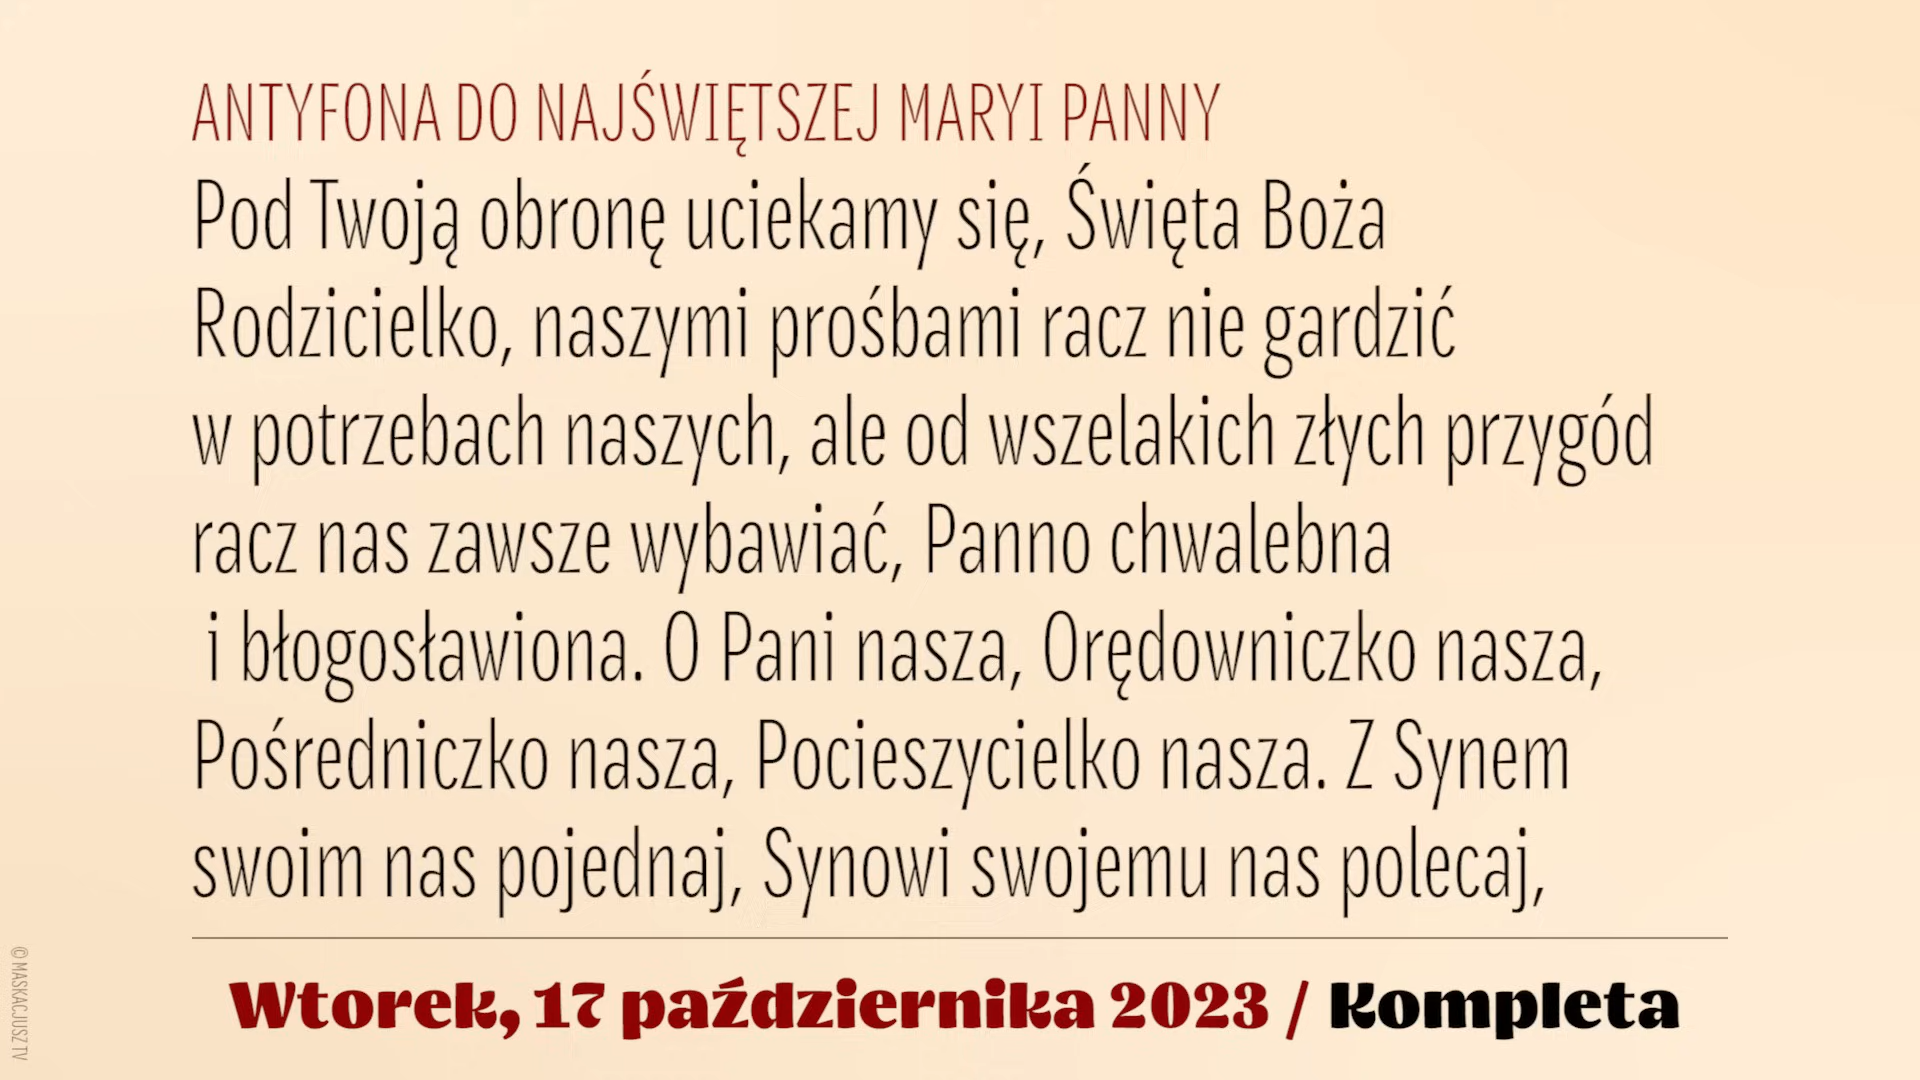 ANTYFONA DO NAJŚWIĘTSZEJ MARYI PANNY
Pod Twoją obronę uciekamy się, Święta Boża
Rodzicielko, naszymi prośbami racz nie gardzić
w potrzebach naszych, ale od wszelakich złych przygód
racz nas zawsze wybawiać, Panno chwalebna
i błogosławiona. O Pani nasza, Orędowniczko nasza,
Pośredniczko nasza, Pocieszycielko nasza. Z Synem
swoim nas pojednaj, Synowi swojemu nas polecaj,
Wtorek, 17 października 2023 / Kompleta
© MASKACJUSZ TV